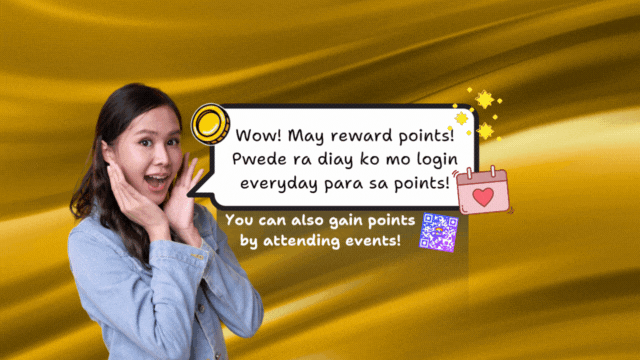 Wow! May reward points!
Pwede ra diay ko mo login
everyday para sa points!
You can also gain points
by attending events!